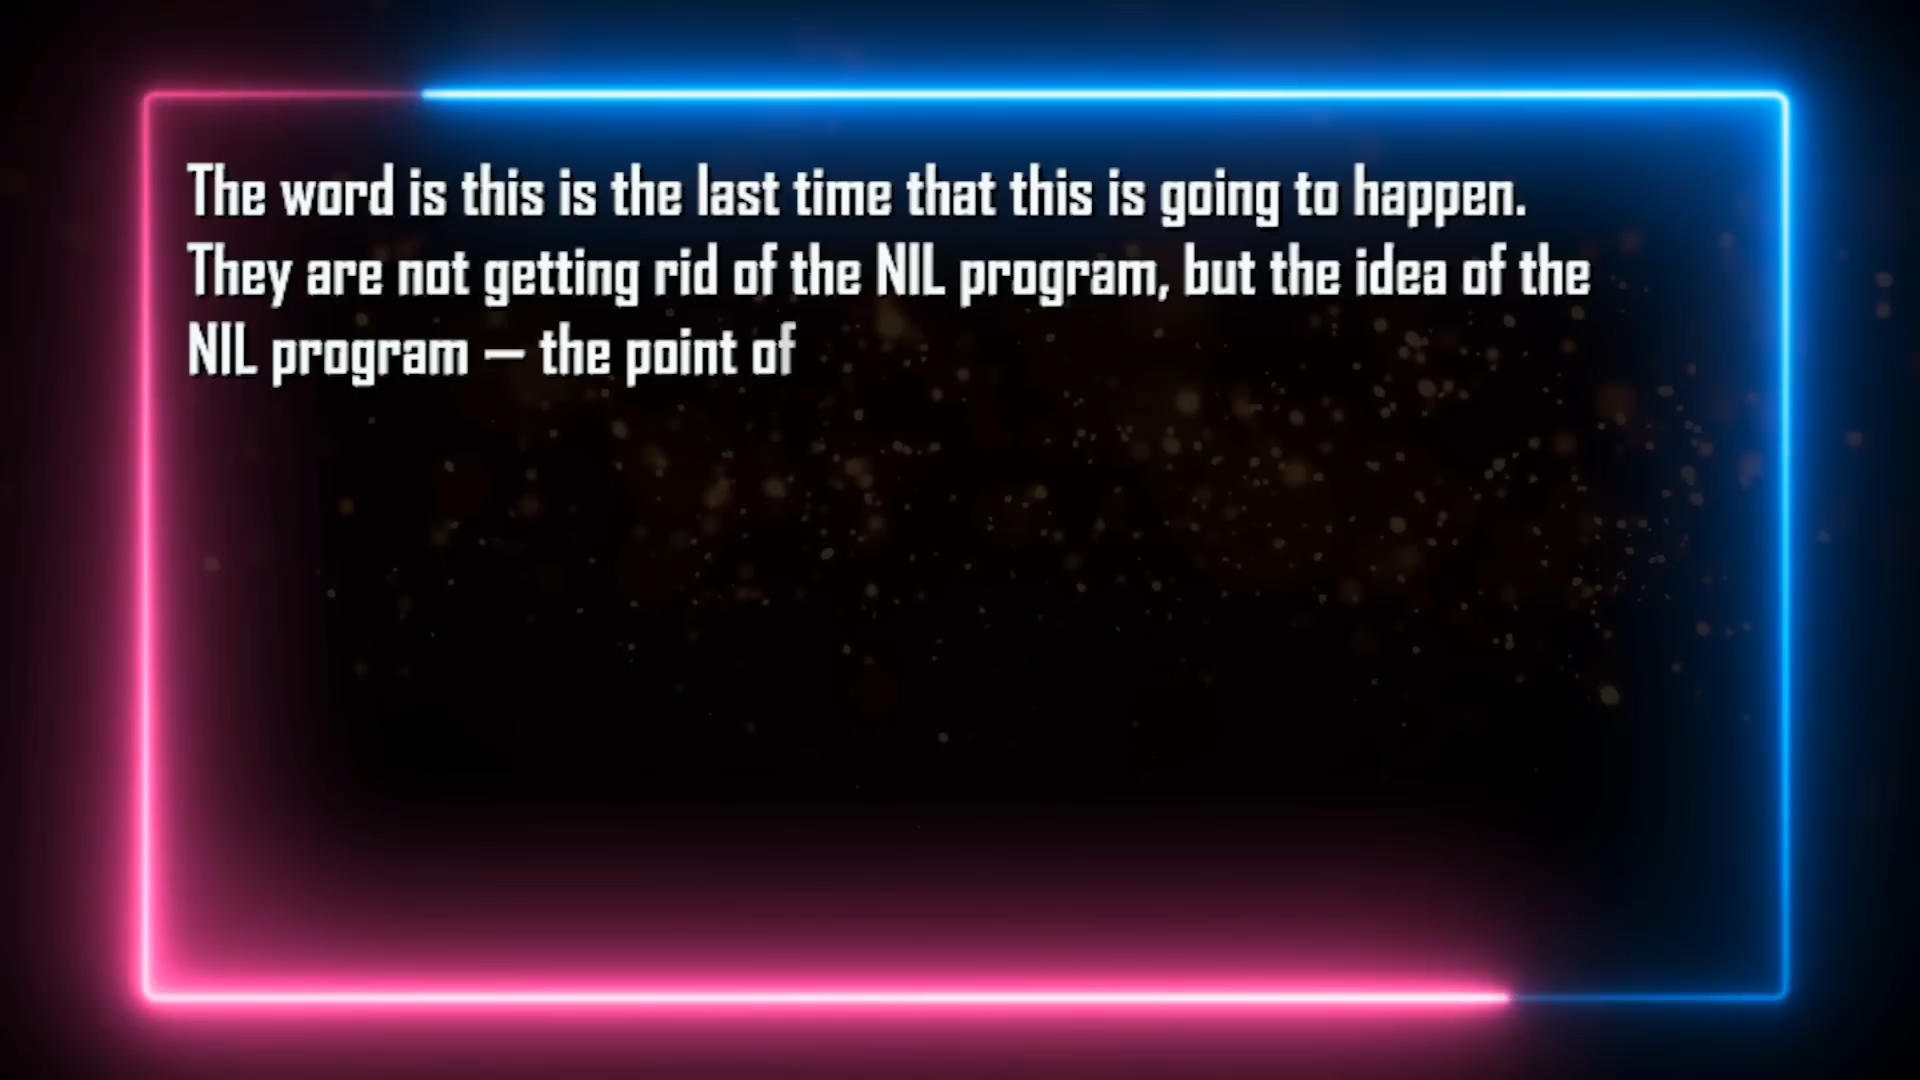 The word is this is the last time that this is going to happen.
They are not getting rid of the NIL program, but the idea of the
NIL program — the point of